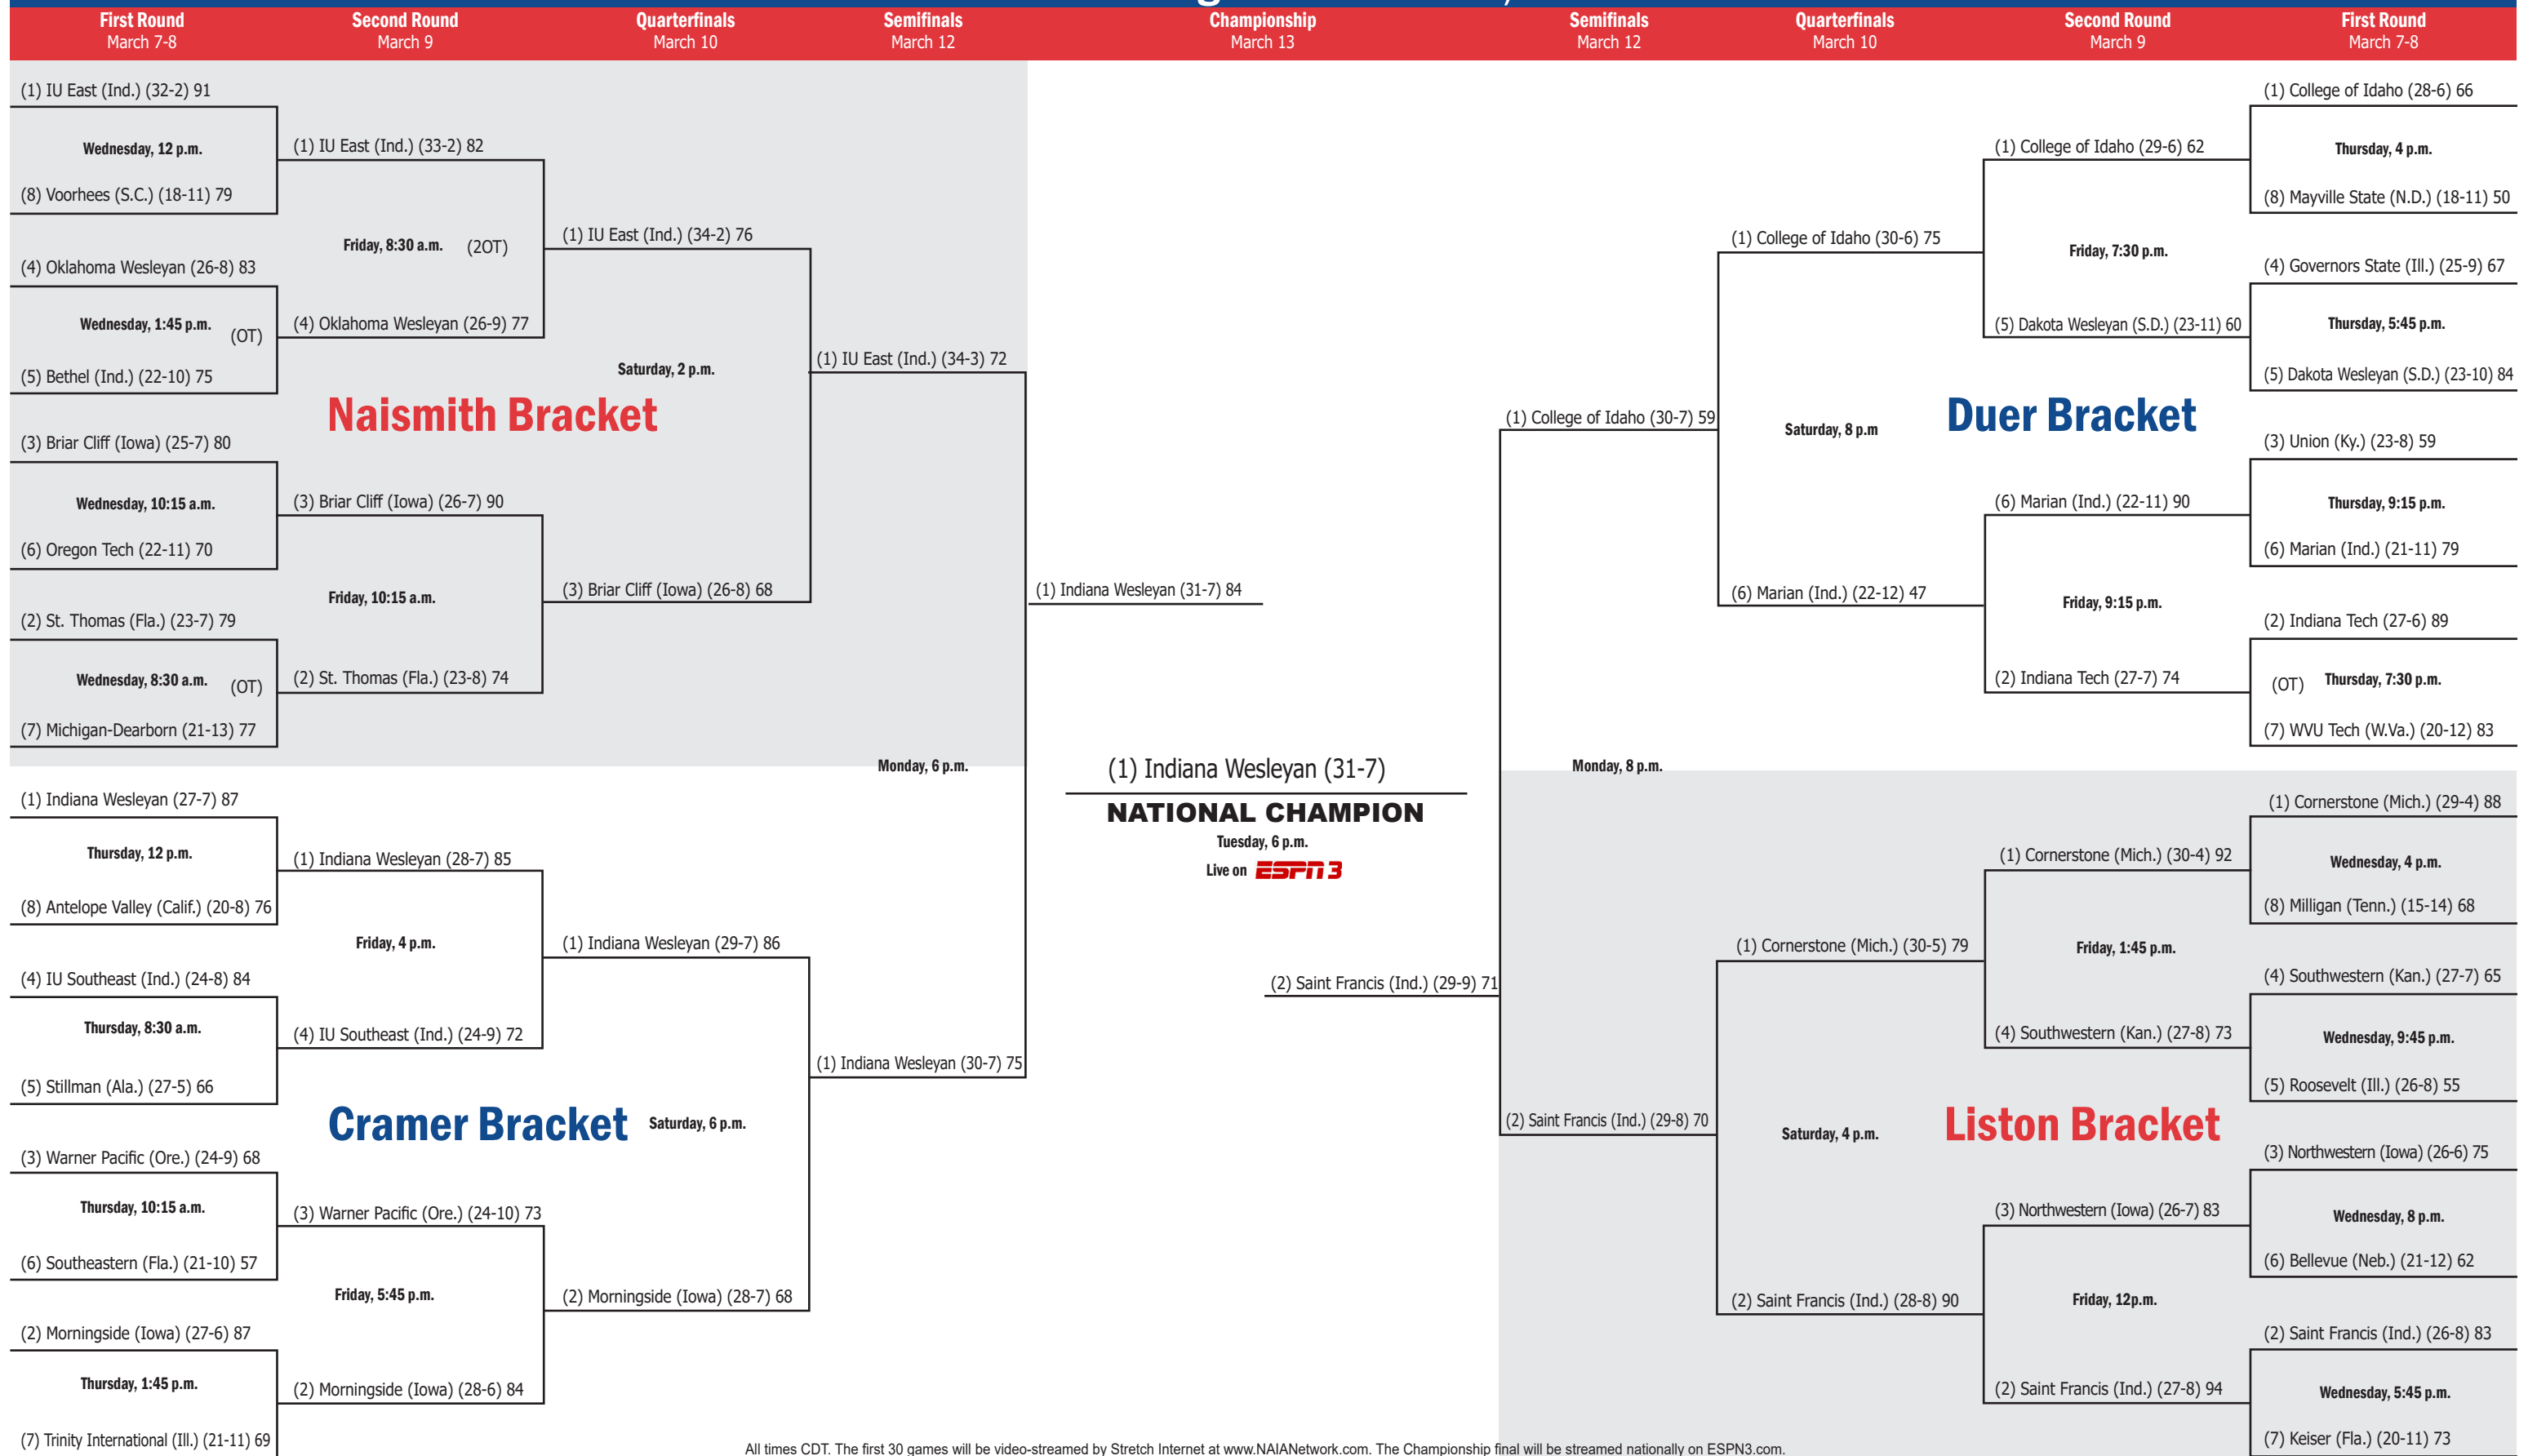 First Round
March 7-8
Second Round
March 9
Quarterfinals
March 10
Semifinals
March 12
Championship
March 13
Semifinals
March 12
Quarterfinals
March 10
Second Round
March 9
First Round
March 7-8
(1) IU East (Ind.) (32-2) 91
Wednesday, 12 p.m.
(8) Voorhees (S.C.) (18-11) 79
(4) Oklahoma Wesleyan (26-8) 83
Wednesday, 1:45 p.m. (OT)
(5) Bethel (Ind.) (22-10) 75
(3) Briar Cliff (Iowa) (25-7) 80
Wednesday, 10:15 a.m.
(6) Oregon Tech (22-11) 70
(2) St. Thomas (Fla.) (23-7) 79
Wednesday, 8:30 a.m. (OT)
(7) Michigan-Dearborn (21-13) 77
(1) IU East (Ind.) (33-2) 82
Friday, 8:30 a.m. (2OT)
(4) Oklahoma Wesleyan (26-9) 77
Naismith Bracket
(3) Briar Cliff (Iowa) (26-7) 90
Friday, 10:15 a.m.
(2) St. Thomas (Fla.) (23-8) 74
(1) IU East (Ind.) (34-2) 76
Saturday, 2 p.m.
(3) Briar Cliff (Iowa) (26-8) 68
(1) IU East (Ind.) (34-3) 72
Monday, 6 p.m.
(1) Indiana Wesleyan (27-7) 87
Thursday, 12 p.m.
(8) Antelope Valley (Calif.) (20-8) 76
(4) IU Southeast (Ind.) (24-8) 84
Thursday, 8:30 a.m.
(5) Stillman (Ala.) (27-5) 66
(3) Warner Pacific (Ore.) (24-9) 68
Thursday, 10:15 a.m.
(6) Southeastern (Fla.) (21-10) 57
(2) Morningside (Iowa) (27-6) 87
Thursday, 1:45 p.m.
(7) Trinity International (Ill.) (21-11) 69
(1) Indiana Wesleyan (28-7) 85
Friday, 4 p.m.
(4) IU Southeast (Ind.) (24-9) 72
Cramer Bracket
(3) Warner Pacific (Ore.) (24-10) 73
Friday, 5:45 p.m.
(2) Morningside (Iowa) (28-6) 84
(1) Indiana Wesleyan (29-7) 86
Saturday, 6 p.m.
(2) Morningside (Iowa) (28-7) 68
(1) Indiana Wesleyan (30-7) 75
(1) Indiana Wesleyan (31-7) 84
(1) Indiana Wesleyan (31-7)
NATIONAL CHAMPION
Tuesday, 6 p.m.
Live on ESPN3
(2) Saint Francis (Ind.) (29-9) 71
(1) College of Idaho (30-7) 59
Monday, 8 p.m.
(2) Saint Francis (Ind.) (29-8) 70
(1) College of Idaho (30-6) 75
Saturday, 8 p.m
(6) Marian (Ind.) (22-12) 47
(1) College of Idaho (29-6) 62
Friday, 7:30 p.m.
(5) Dakota Wesleyan (S.D.) (23-11) 60
Duer Bracket
(6) Marian (Ind.) (22-11) 90
Friday, 9:15 p.m.
(2) Indiana Tech (27-7) 74
(1) College of Idaho (28-6) 66
Thursday, 4 p.m.
(8) Mayville State (N.D.) (18-11) 50
(4) Governors State (Ill.) (25-9) 67
Thursday, 5:45 p.m.
(5) Dakota Wesleyan (S.D.) (23-10) 84
(3) Union (Ky.) (23-8) 59
Thursday, 9:15 p.m.
(6) Marian (Ind.) (21-11) 79
(2) Indiana Tech (27-6) 89
(OT) Thursday, 7:30 p.m.
(7) WVU Tech (W.Va.) (20-12) 83
(1) Cornerstone (Mich.) (30-5) 79
Saturday, 4 p.m.
(2) Saint Francis (Ind.) (28-8) 90
(1) Cornerstone (Mich.) (30-4) 92
Friday, 1:45 p.m.
(4) Southwestern (Kan.) (27-8) 73
Liston Bracket
(3) Northwestern (Iowa) (26-7) 83
Friday, 12p.m.
(2) Saint Francis (Ind.) (27-8) 94
(1) Cornerstone (Mich.) (29-4) 88
Wednesday, 4 p.m.
(8) Milligan (Tenn.) (15-14) 68
(4) Southwestern (Kan.) (27-7) 65
Wednesday, 9:45 p.m.
(5) Roosevelt (Ill.) (26-8) 55
(3) Northwestern (Iowa) (26-6) 75
Wednesday, 8 p.m.
(6) Bellevue (Neb.) (21-12) 62
(2) Saint Francis (Ind.) (26-8) 83
Wednesday, 5:45 p.m.
(7) Keiser (Fla.) (20-11) 73
All times CDT. The first 30 games will be video-streamed by Stretch Internet at www.NAIANetwork.com. The Championship final will be streamed nationally on ESPN3.com.